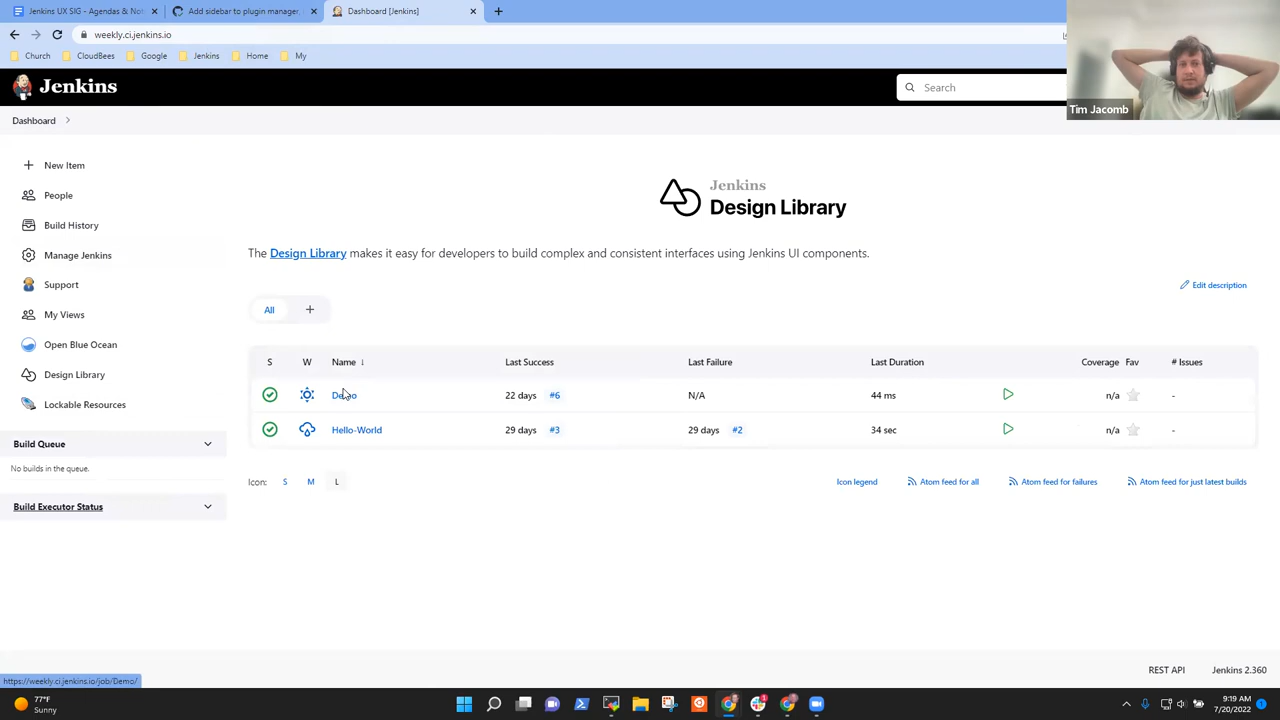 Jenkins UX SIG - Agendas & Not
Add sidebar to plugin manager.
Dashboard [Jenkins]
weekly.ci.jenkins.io
Church
CloudBees
Google
Jenkins
Home
My
Jenkins
Search
Tim Jacomb
Dashboard
New Item
People
Build History
Manage Jenkins
Support
My Views
Open Blue Ocean
Design Library
Lockable Resources
Build Queue
No builds in the queue.
Build Executor Status
Jenkins
Design Library
The Design Library makes it easy for developers to build complex and consistent interfaces using Jenkins UI components.
Edit description
All +
S W Name ↓ Last Success Last Failure Last Duration Coverage Fav # Issues
Demo 22 days #6 N/A 44 ms n/a -
Hello-World 29 days #3 29 days #2 34 sec n/a -
Icon: S M L
Icon legend Atom feed for all Atom feed for failures Atom feed for just latest builds
REST API Jenkins 2.360
https://weekly.ci.jenkins.io/job/Demo/
77°F
Sunny
9:19 AM
7/20/2022